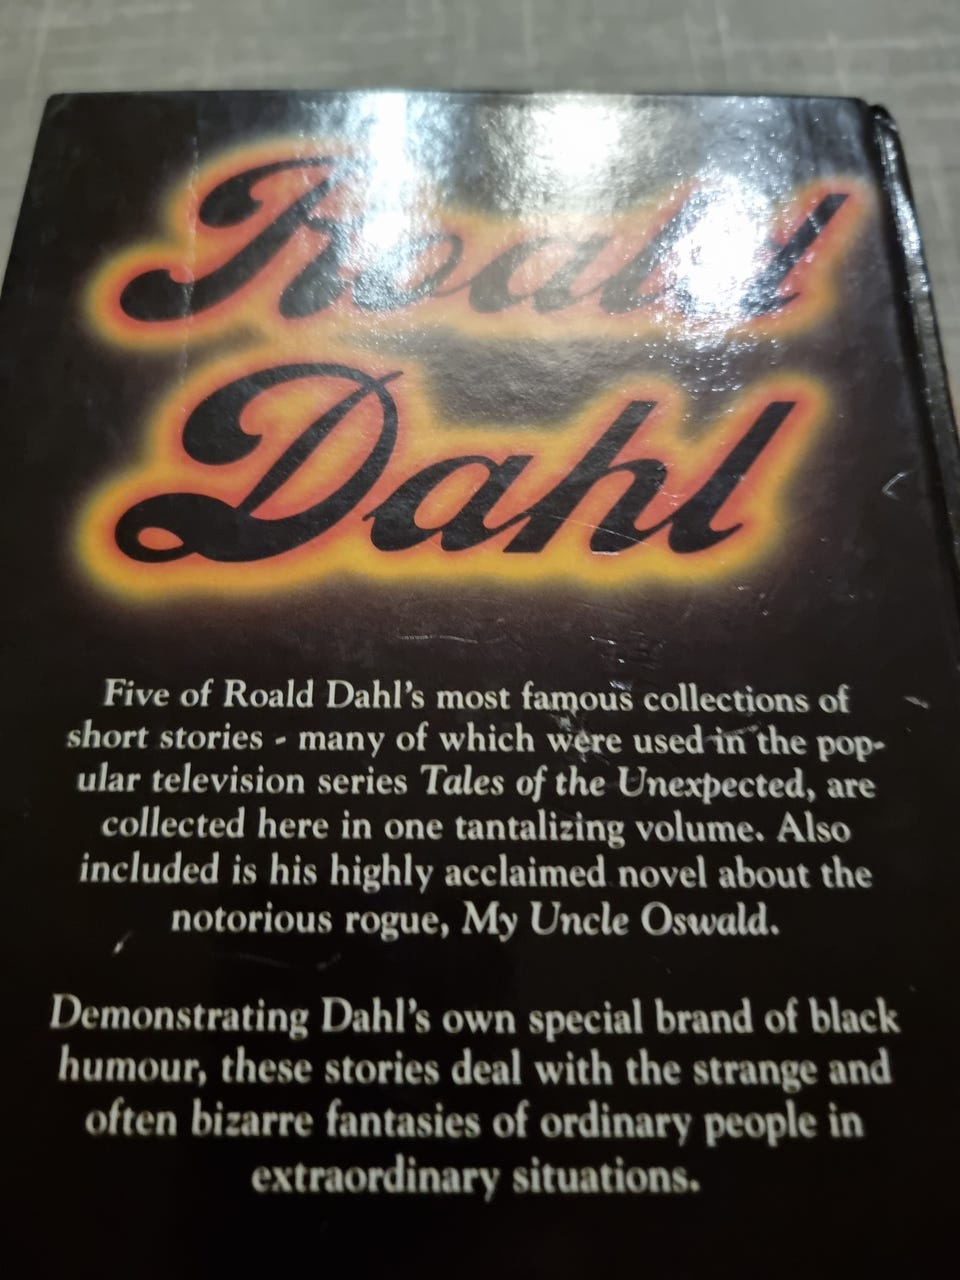 Roald
Dahl
Five of Roald Dahl's most famous collections of
short stories - many of which were used in the pop-
ular television series Tales of the Unexpected, are
collected here in one tantalizing volume. Also
included is his highly acclaimed novel about the
notorious rogue, My Uncle Oswald.
Demonstrating Dahl's own special brand of black
humour, these stories deal with the strange and
often bizarre fantasies of ordinary people in
extraordinary situations.